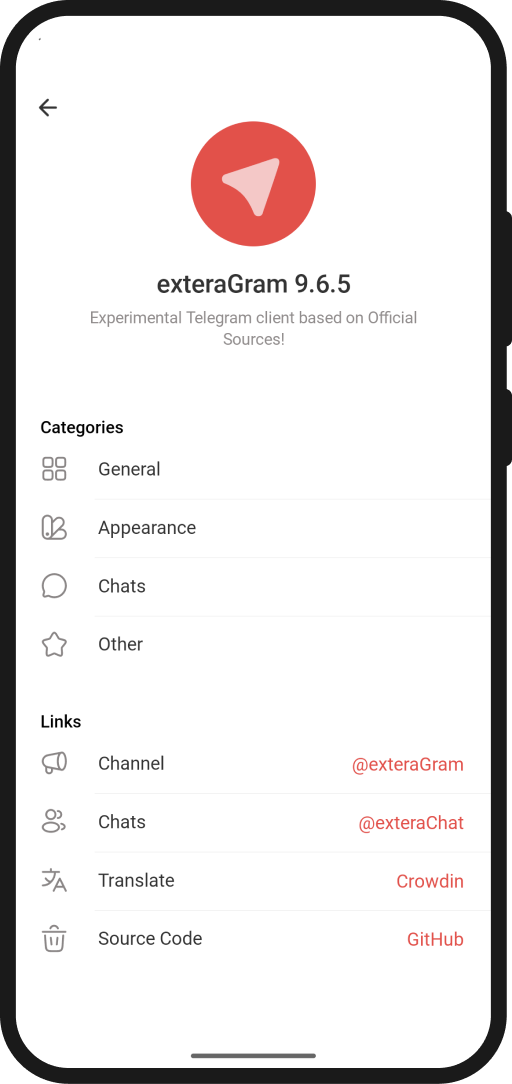 exteraGram 9.6.5
Experimental Telegram client based on Official
Sources!
Categories
General
Appearance
Chats
Other
Links
Channel @exteraGram
Chats @exteraChat
Translate Crowdin
Source Code GitHub